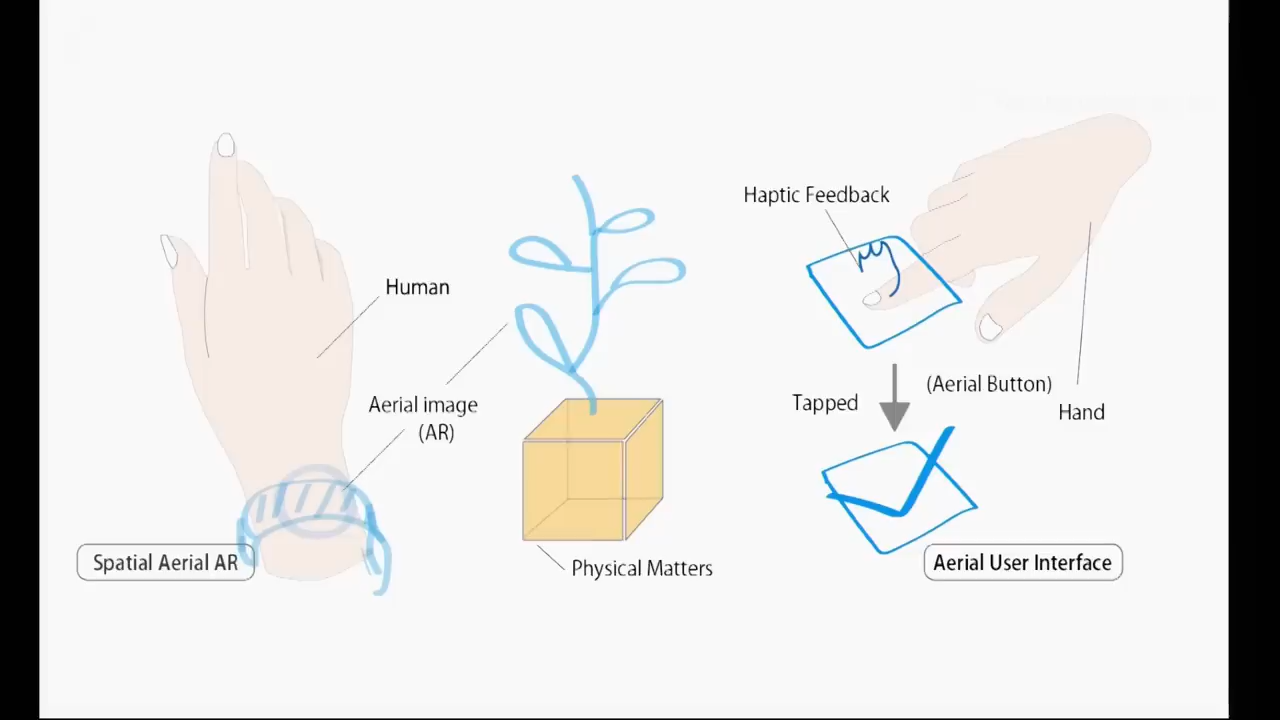 Haptic Feedback
Human
Aerial image
(AR)
Tapped
(Aerial Button)
Hand
Spatial Aerial AR
Physical Matters
Aerial User Interface